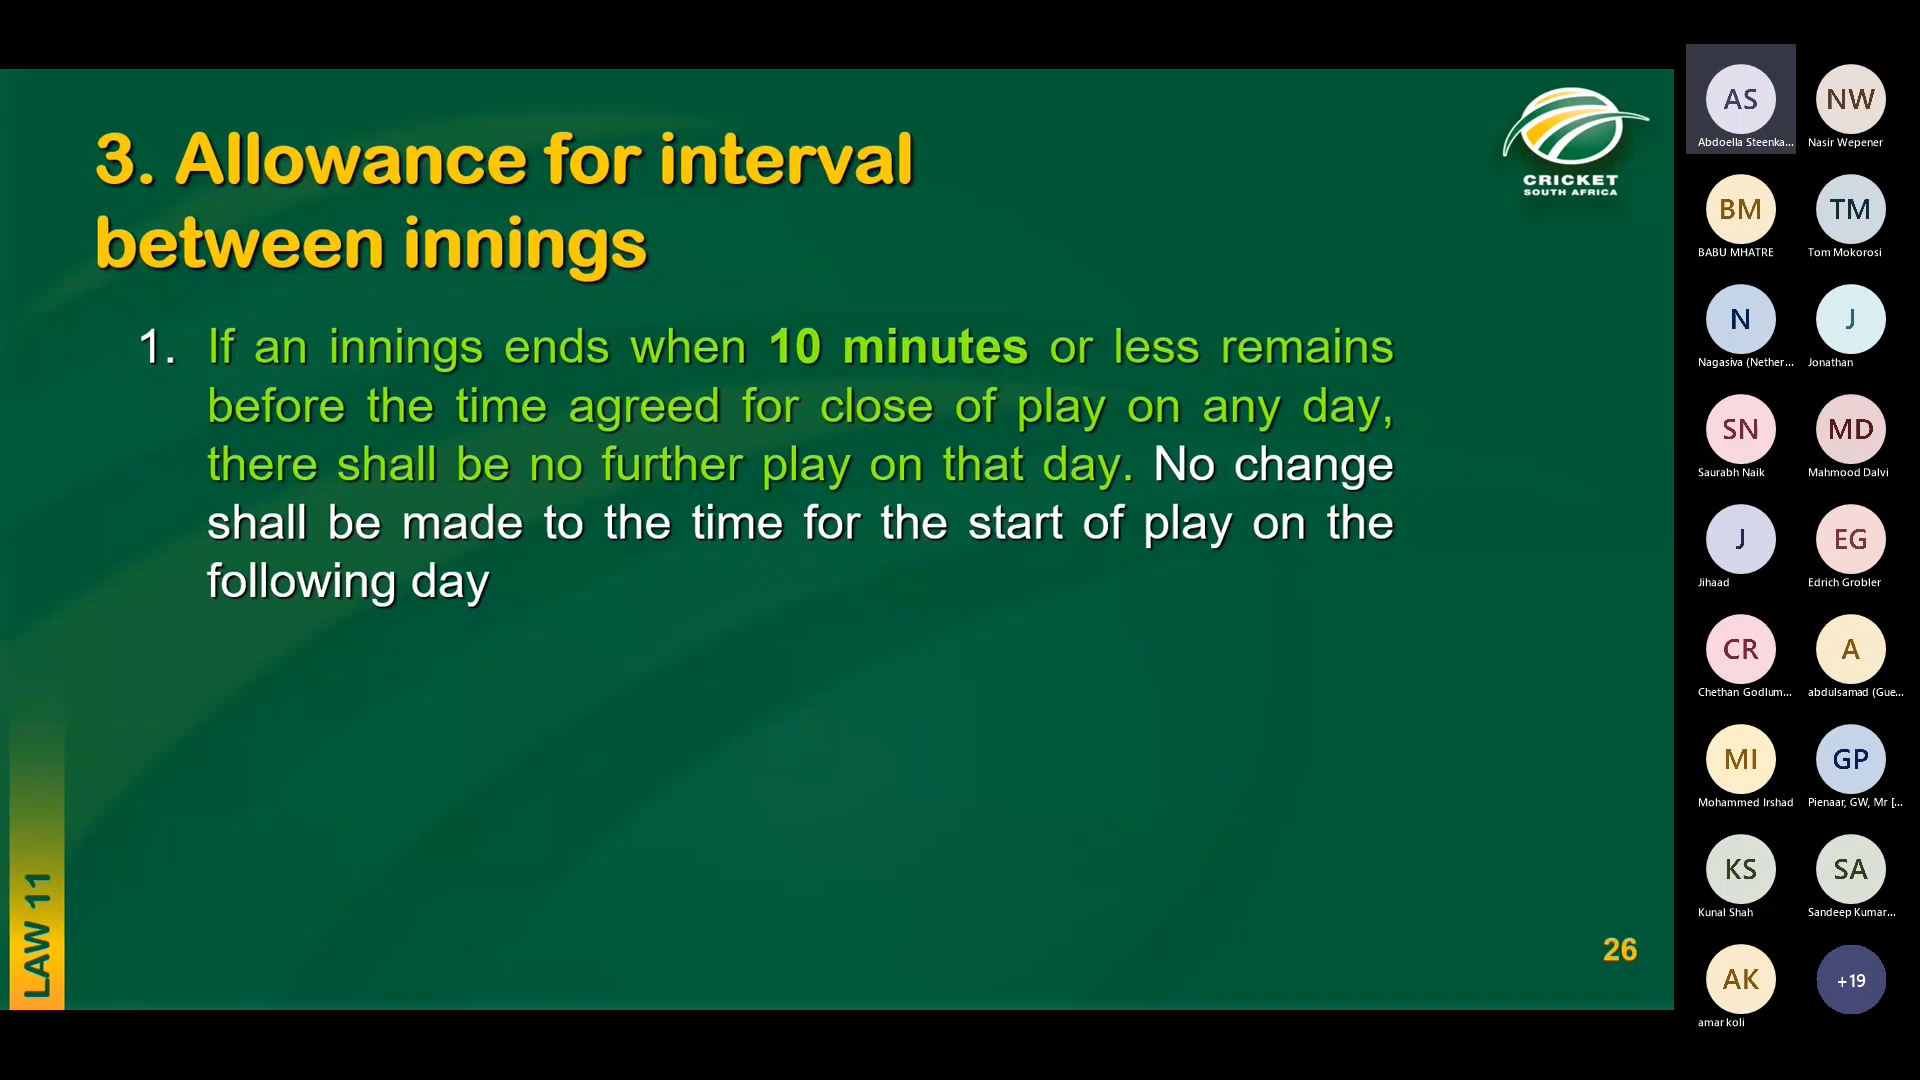 3. Allowance for interval
between innings
CRICKET
SOUTH AFRICA
1. If an innings ends when 10 minutes or less remains
before the time agreed for close of play on any day,
there shall be no further play on that day. No change
shall be made to the time for the start of play on the
following day
LAW 11
26
AS
Abdoella Steenka...
NW
Nasir Wepener
BM
BABU MHATRE
TM
Tom Mokorosi
N
Nagasiva (Nether...
J
Jonathan
SN
Saurabh Naik
MD
Mahmood Dalvi
J
Jihaad
EG
Edrich Grobler
CR
Chethan Godlum...
A
abdulsamad (Gue...
MI
Mohammed Irshad
GP
Pienaar, GW, Mr [...
KS
Kunal Shah
SA
Sandeep Kumar...
AK
amar koli
+19